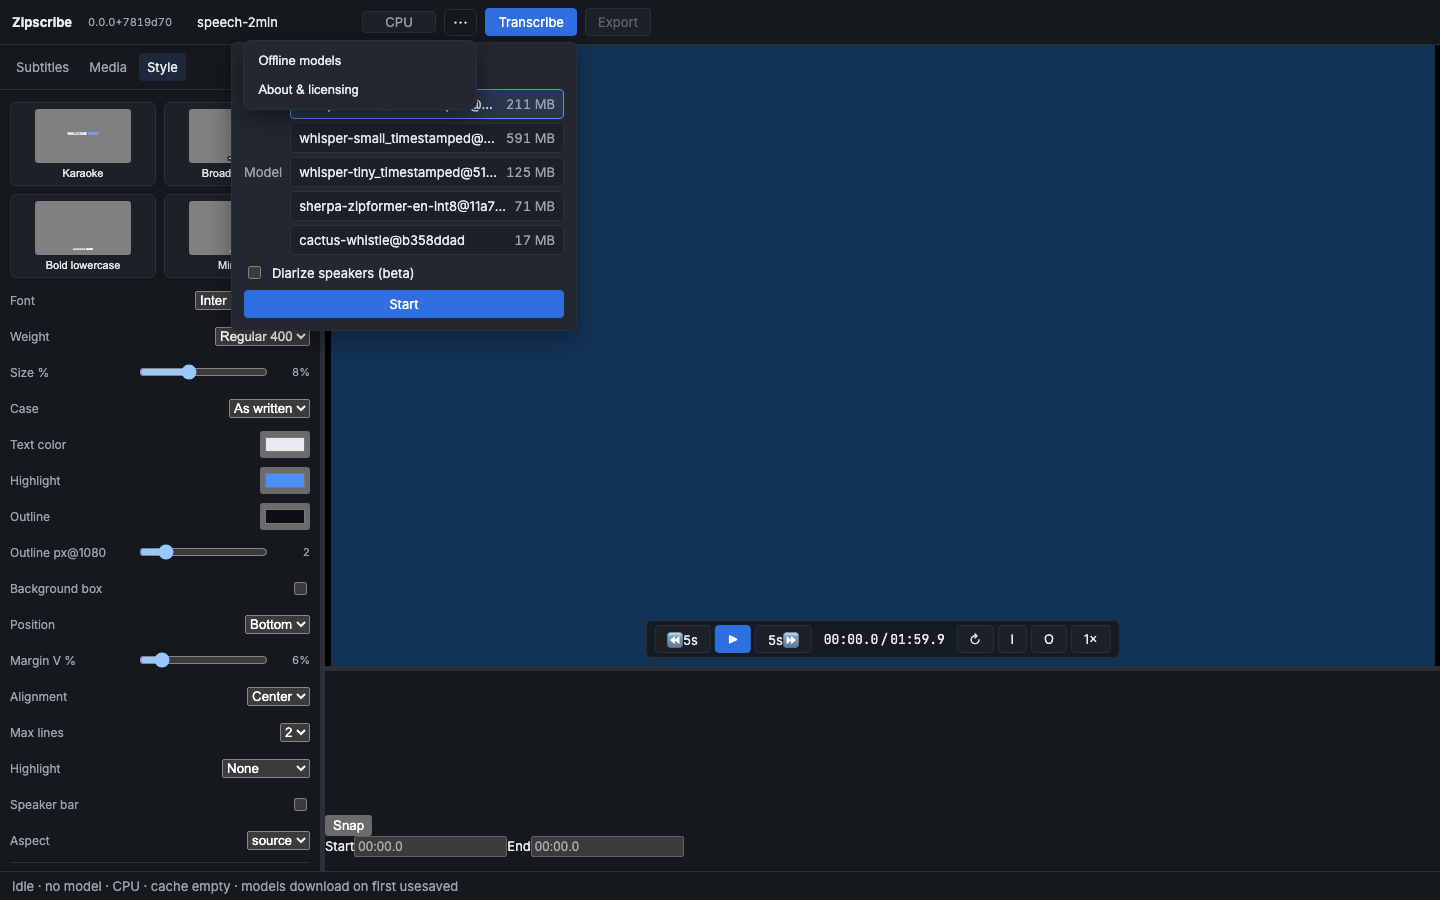 Zipscribe 0.0.0+7819d70 speech-2min CPU ··· Transcribe Export
Subtitles Media Style
Offline models
About & licensing
@... 211 MB
whisper-small_timestamped@... 591 MB
Model
whisper-tiny_timestamped@51... 125 MB
sherpa-zipformer-en-int8@11a7... 71 MB
cactus-whistle@b358ddad 17 MB
Diarize speakers (beta)
Start
WELCOME
Karaoke
Broad
Bold lowercase
Mi
Font Inter
Weight Regular 400
Size % 8%
Case As written
Text color
Highlight
Outline
Outline px@1080 2
Background box
Position Bottom
Margin V % 6%
Alignment Center
Max lines 2
Highlight None
Speaker bar
Aspect source
⏪5s ▶ 5s⏩ 00:00.0/01:59.9 ↻ I O 1×
Snap
Start 00:00.0 End 00:00.0
Idle · no model · CPU · cache empty · models download on first usesaved